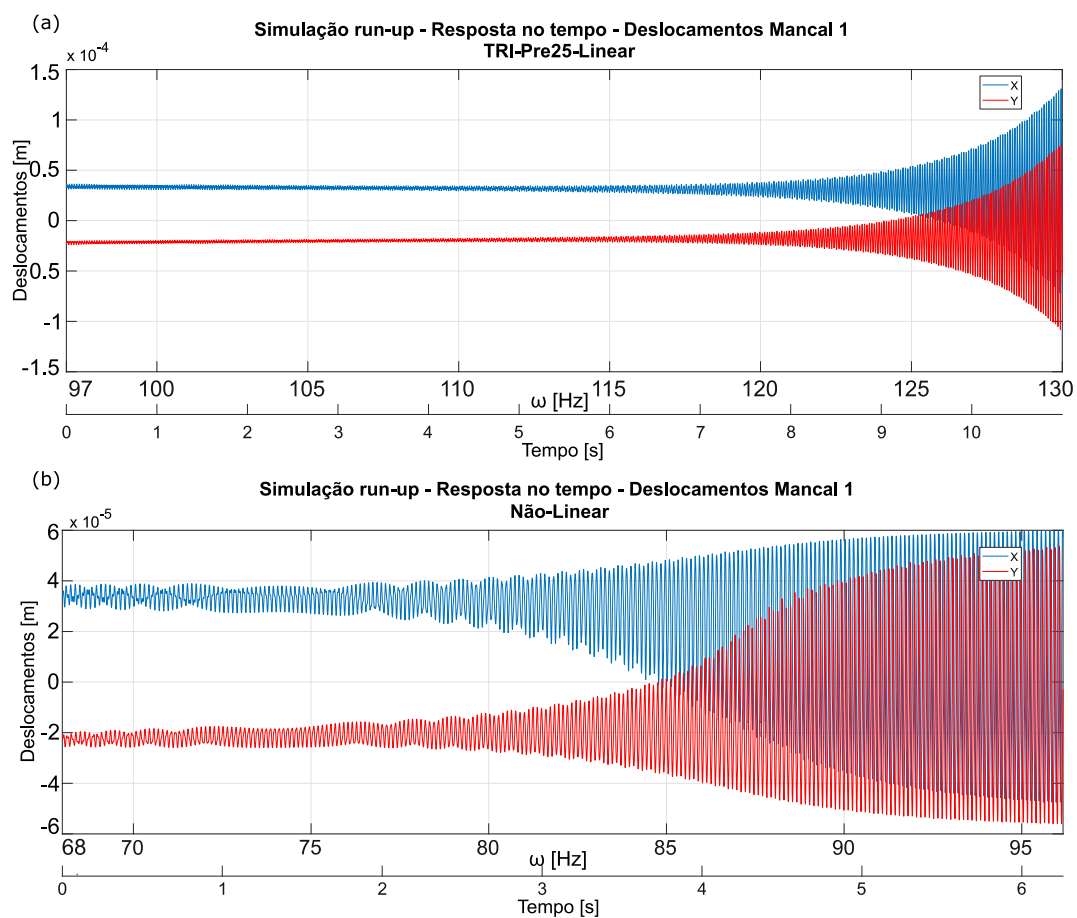 (a)
Simulação run-up - Resposta no tempo - Deslocamentos Mancal 1
TRI-Pre25-Linear
x 10-4
1.5
1
0.5
0
0.5
-1
-1.5
Deslocamentos [m]
X
Y
97 100 105 110 115 120 125 130
ω [Hz]
0 1 2 3 4 5 6 7 8 9 10
Tempo [s]
(b)
Simulação run-up - Resposta no tempo - Deslocamentos Mancal 1
Não-Linear
x 10-5
6
4
2
0
-2
-4
-6
Deslocamentos [m]
X
Y
68 70 75 80 85 90 95
ω [Hz]
0 1 2 3 4 5 6
Tempo [s]